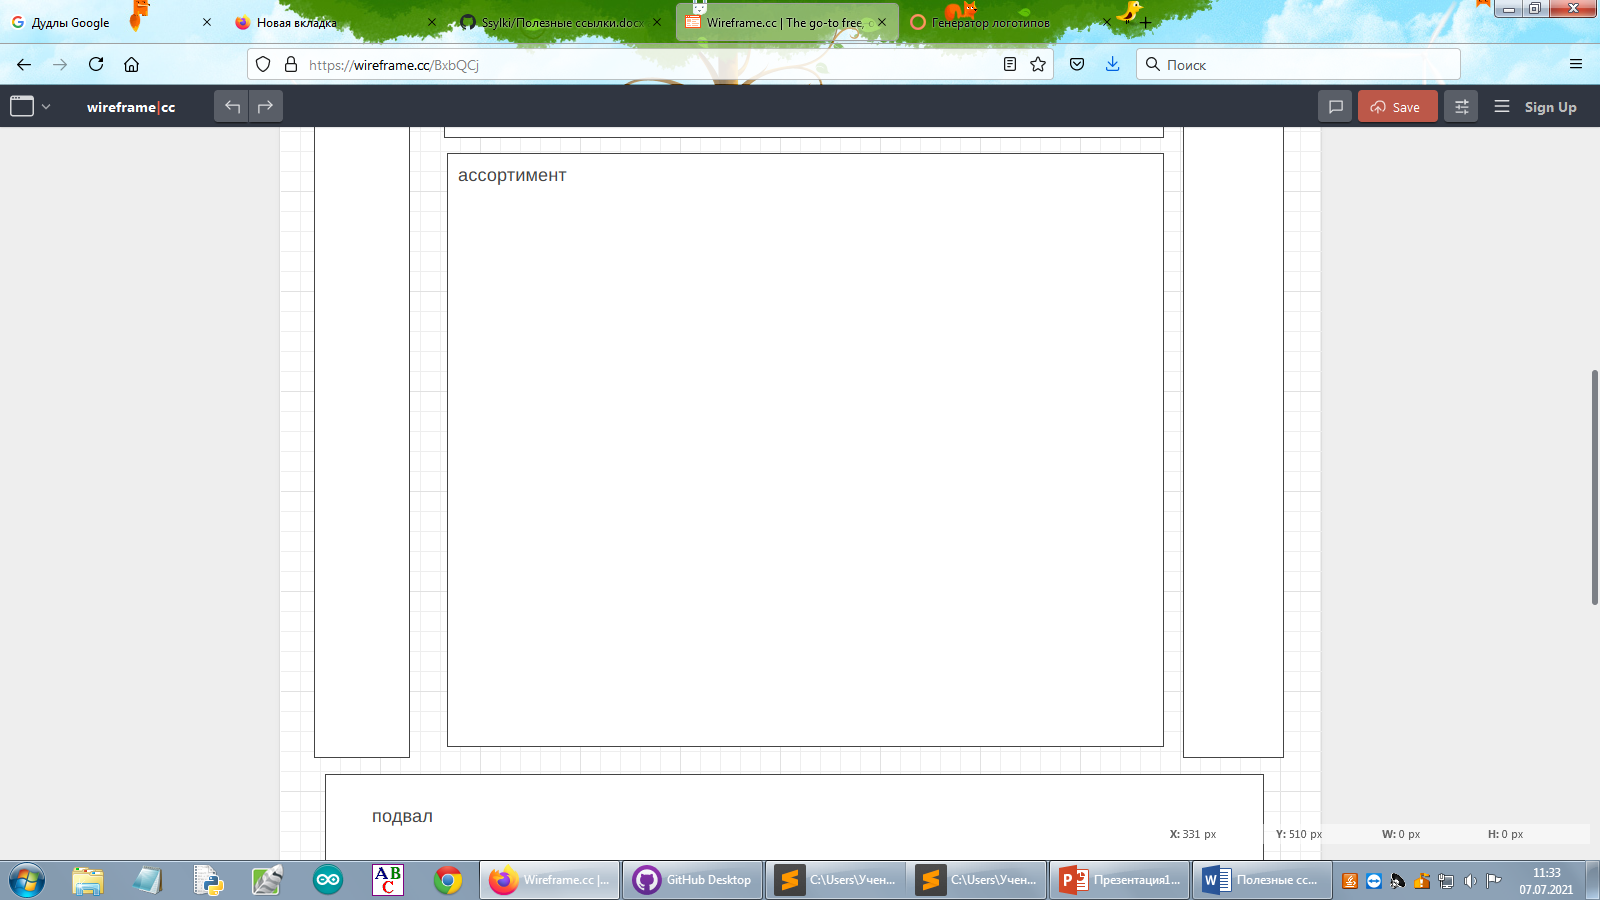 Дудлы Google
Новая вкладка
Ssylki/Полезные ссылки.docx
Wireframe.cc | The go-to free,
Генератор логотипов
https://wireframe.cc/BxbQCj
Поиск
wireframe|cc
Save
Sign Up
ассортимент
подвал
X: 331 px Y: 510 px W: 0 px H: 0 px
ABC
Wireframe.cc |...
GitHub Desktop
C:\Users\Учен...
C:\Users\Учен...
Презентация1...
Полезные сс...
11:33
07.07.2021